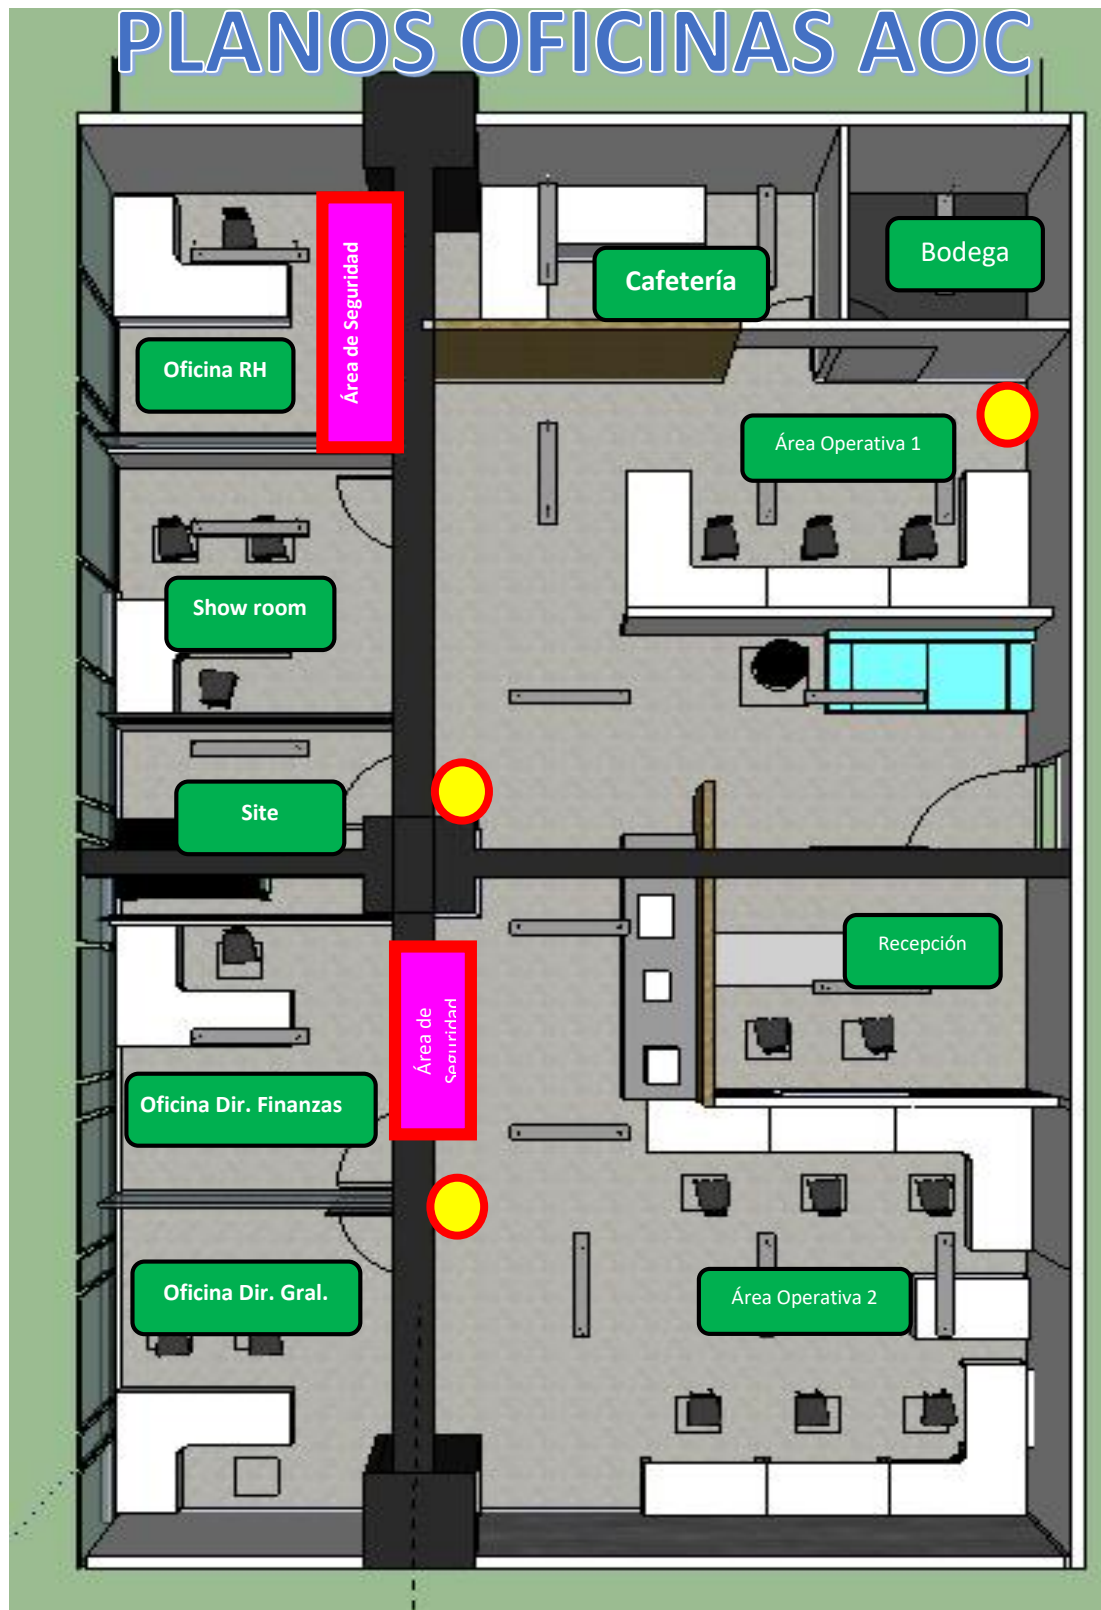 PLANOS OFICINAS AOC
Bodega
Cafetería
Área de Seguridad
Oficina RH
Área Operativa 1
Show room
Site
Recepción
Área de
Seguridad
Oficina Dir. Finanzas
Oficina Dir. Gral.
Área Operativa 2